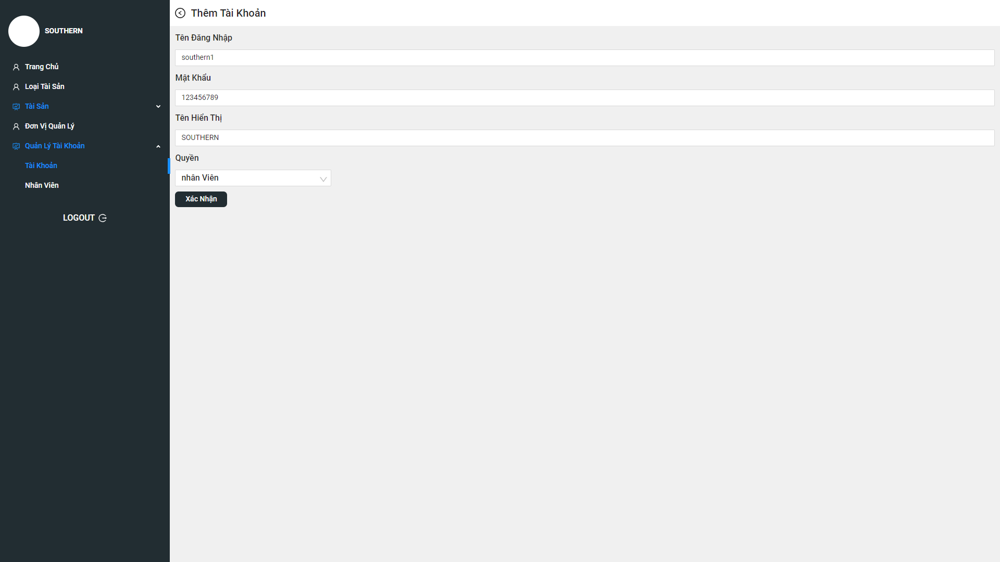 SOUTHERN
Trang Chủ
Loại Tài Sản
Tài Sản
Đơn Vị Quản Lý
Quản Lý Tài Khoản
Tài Khoản
Nhân Viên
LOGOUT
Thêm Tài Khoản
Tên Đăng Nhập
southern1
Mật Khẩu
123456789
Tên Hiển Thị
SOUTHERN
Quyền
nhân Viên
Xác Nhận